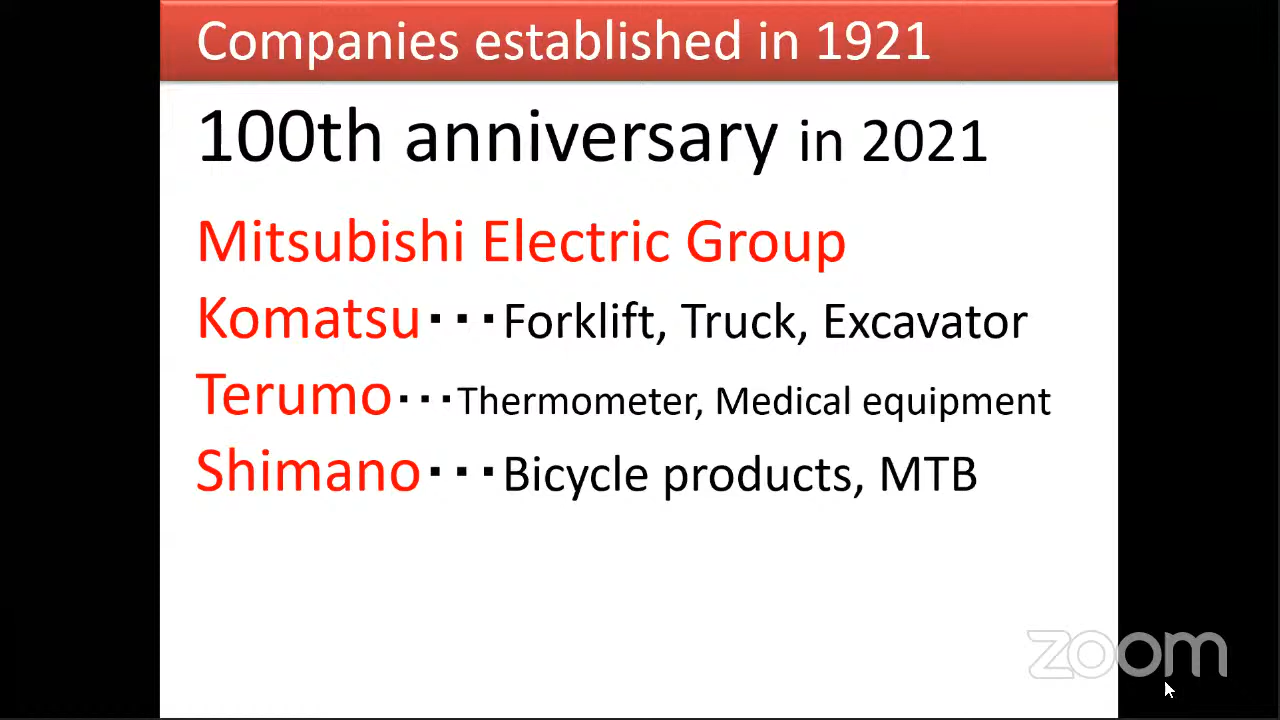 Companies established in 1921
100th anniversary in 2021
Mitsubishi Electric Group
Komatsu・・・Forklift, Truck, Excavator
Terumo・・・Thermometer, Medical equipment
Shimano・・・Bicycle products, MTB
zoom